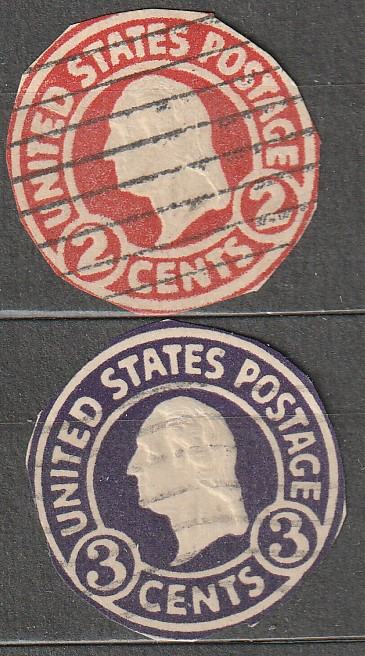 UNITED STATES POSTAGE
2 CENTS 2
UNITED STATES POSTAGE
3 CENTS 3